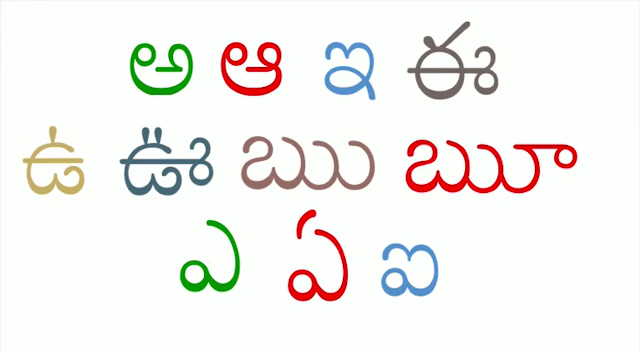 అ ఆ ఇ ఈ
ఉ ఊ ఋ ౠ
ఎ ఏ ఐ